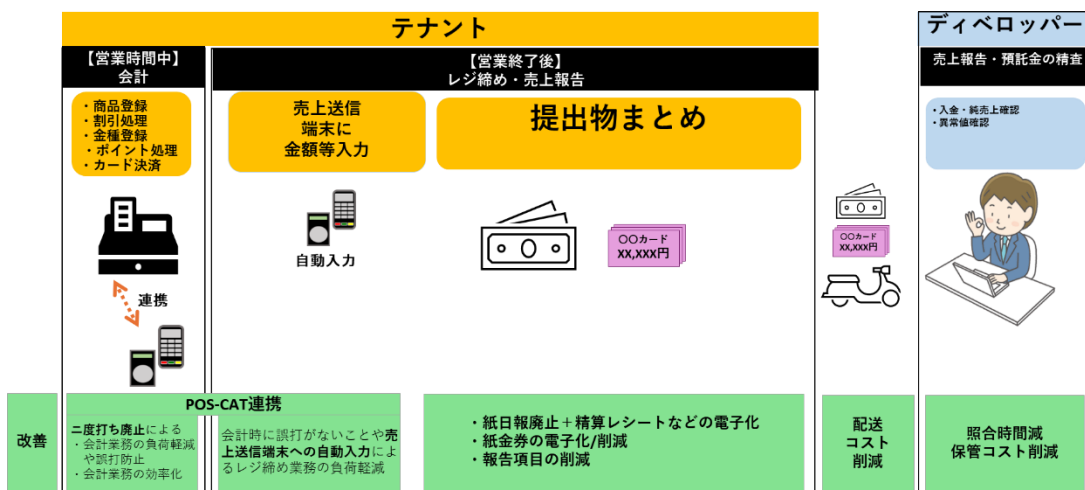 テナント
ディベロッパー
【営業時間中】
会計
【営業終了後】
レジ締め・売上報告
売上報告・預託金の精査
・商品登録
・割引処理
・金種登録
・ポイント処理
・カード決済
売上送信
端末に
金額等入力
提出物まとめ
・入金・純売上確認
・異常値確認
自動入力
〇〇カード
XX,XXX円
〇〇カード
XX,XXX円
連携
改善
POS-CAT連携
二度打ち廃止による
・会計業務の負荷軽減
や誤打防止
・会計業務の効率化
会計時に誤打がないことや売
上送信端末への自動入力によ
るレジ締め業務の負荷軽減
・紙日報廃止＋精算レシートなどの電子化
・紙金券の電子化/削減
・報告項目の削減
配送
コスト
削減
照合時間減
保管コスト削減